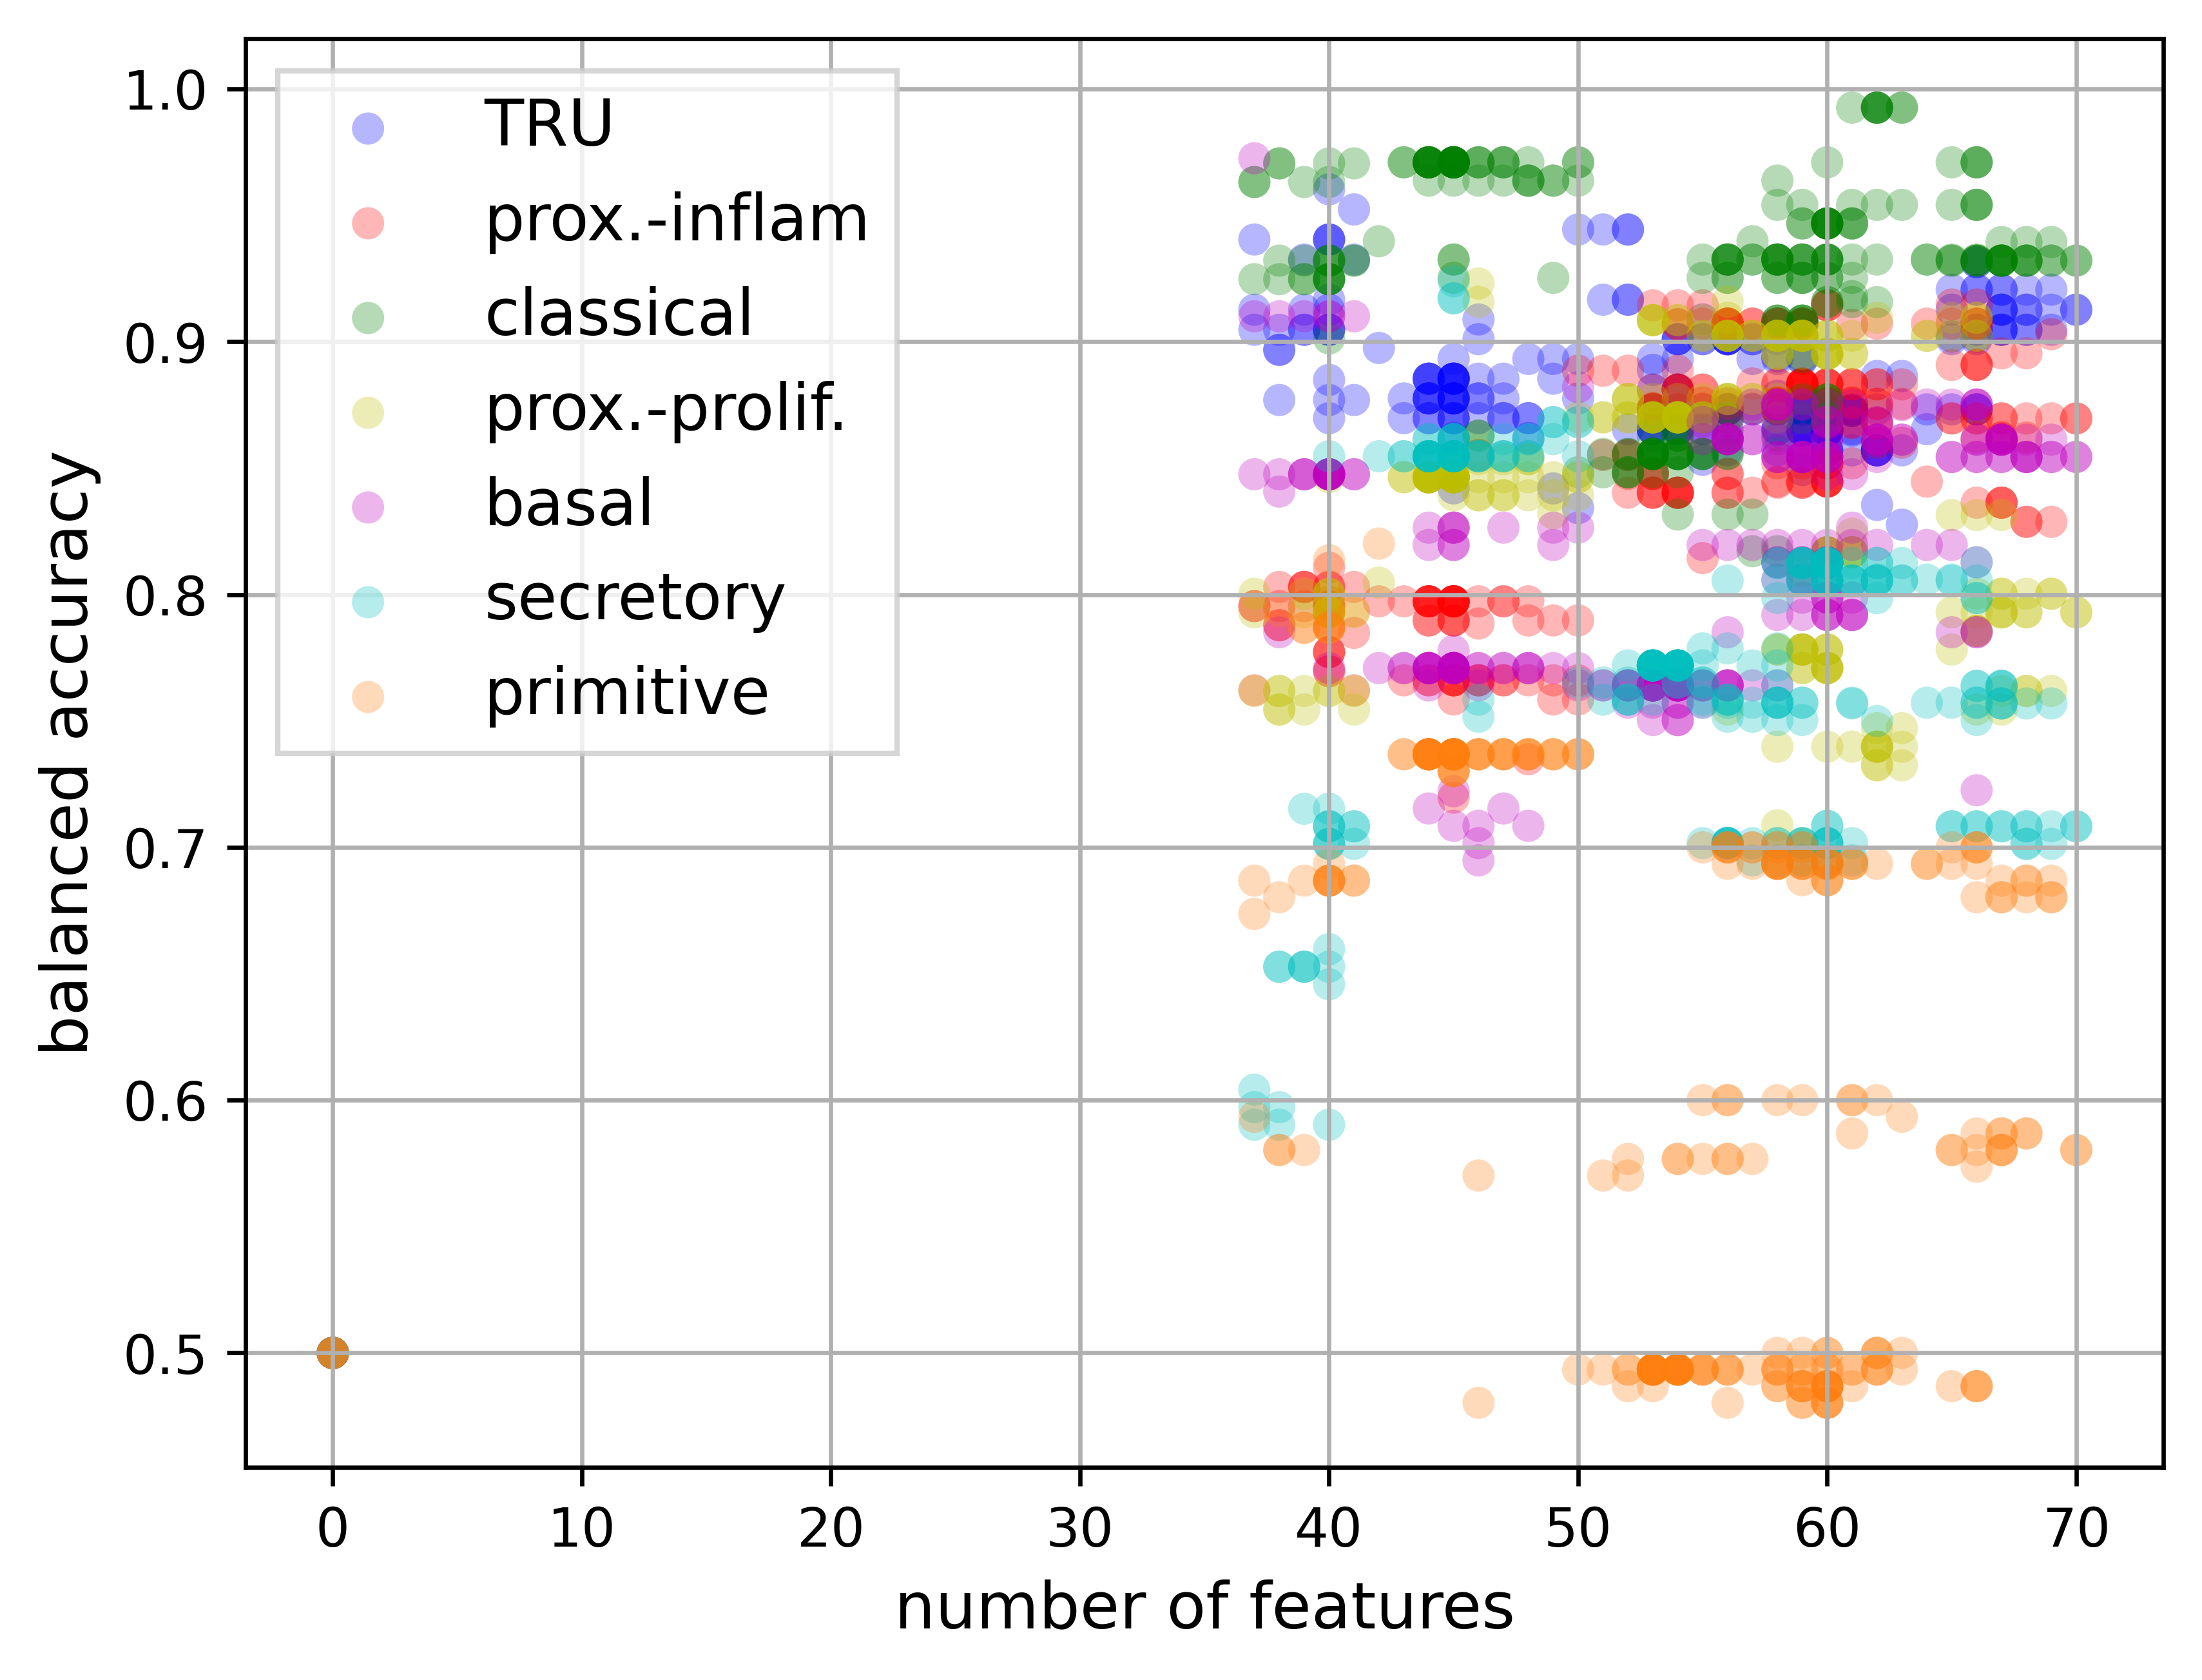 1.0
0.9
0.8
0.7
0.6
0.5
balanced accuracy
TRU
prox.-inflam
classical
prox.-prolif.
basal
secretory
primitive
0 10 20 30 40 50 60 70
number of features